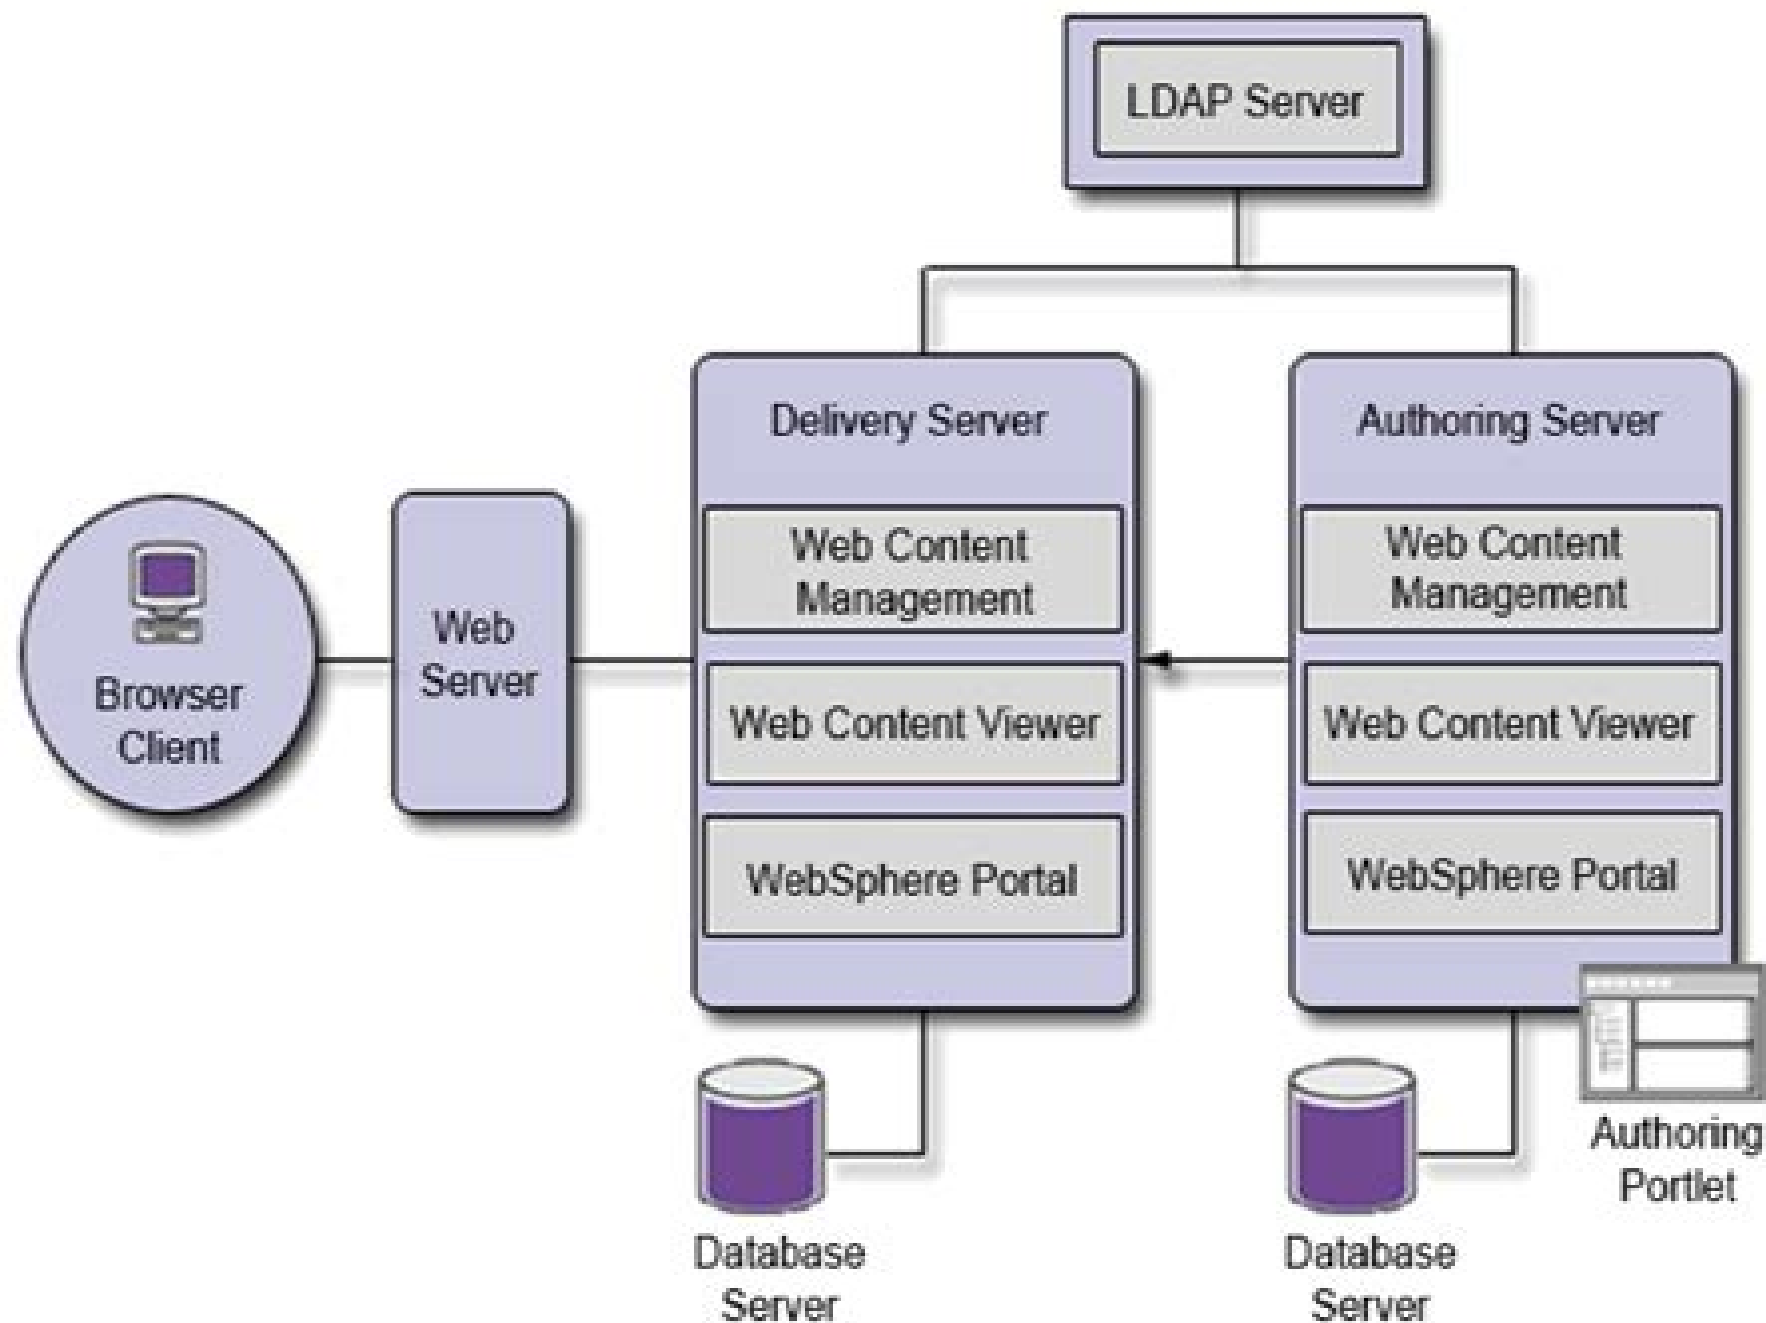 LDAP Server
Delivery Server
Web Content
Management
Web Content Viewer
WebSphere Portal
Authoring Server
Web Content
Management
Web Content Viewer
WebSphere Portal
Browser
Client
Web
Server
Database
Server
Database
Server
Authoring
Portlet